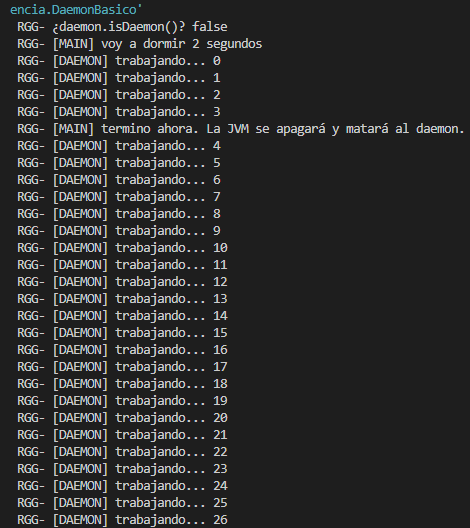 encia.DaemonBasico'
RGG- ¿daemon.isDaemon()? false
RGG- [MAIN] voy a dormir 2 segundos
RGG- [DAEMON] trabajando... 0
RGG- [DAEMON] trabajando... 1
RGG- [DAEMON] trabajando... 2
RGG- [DAEMON] trabajando... 3
RGG- [MAIN] termino ahora. La JVM se apagará y matará al daemon.
RGG- [DAEMON] trabajando... 4
RGG- [DAEMON] trabajando... 5
RGG- [DAEMON] trabajando... 6
RGG- [DAEMON] trabajando... 7
RGG- [DAEMON] trabajando... 8
RGG- [DAEMON] trabajando... 9
RGG- [DAEMON] trabajando... 10
RGG- [DAEMON] trabajando... 11
RGG- [DAEMON] trabajando... 12
RGG- [DAEMON] trabajando... 13
RGG- [DAEMON] trabajando... 14
RGG- [DAEMON] trabajando... 15
RGG- [DAEMON] trabajando... 16
RGG- [DAEMON] trabajando... 17
RGG- [DAEMON] trabajando... 18
RGG- [DAEMON] trabajando... 19
RGG- [DAEMON] trabajando... 20
RGG- [DAEMON] trabajando... 21
RGG- [DAEMON] trabajando... 22
RGG- [DAEMON] trabajando... 23
RGG- [DAEMON] trabajando... 24
RGG- [DAEMON] trabajando... 25
RGG- [DAEMON] trabajando... 26